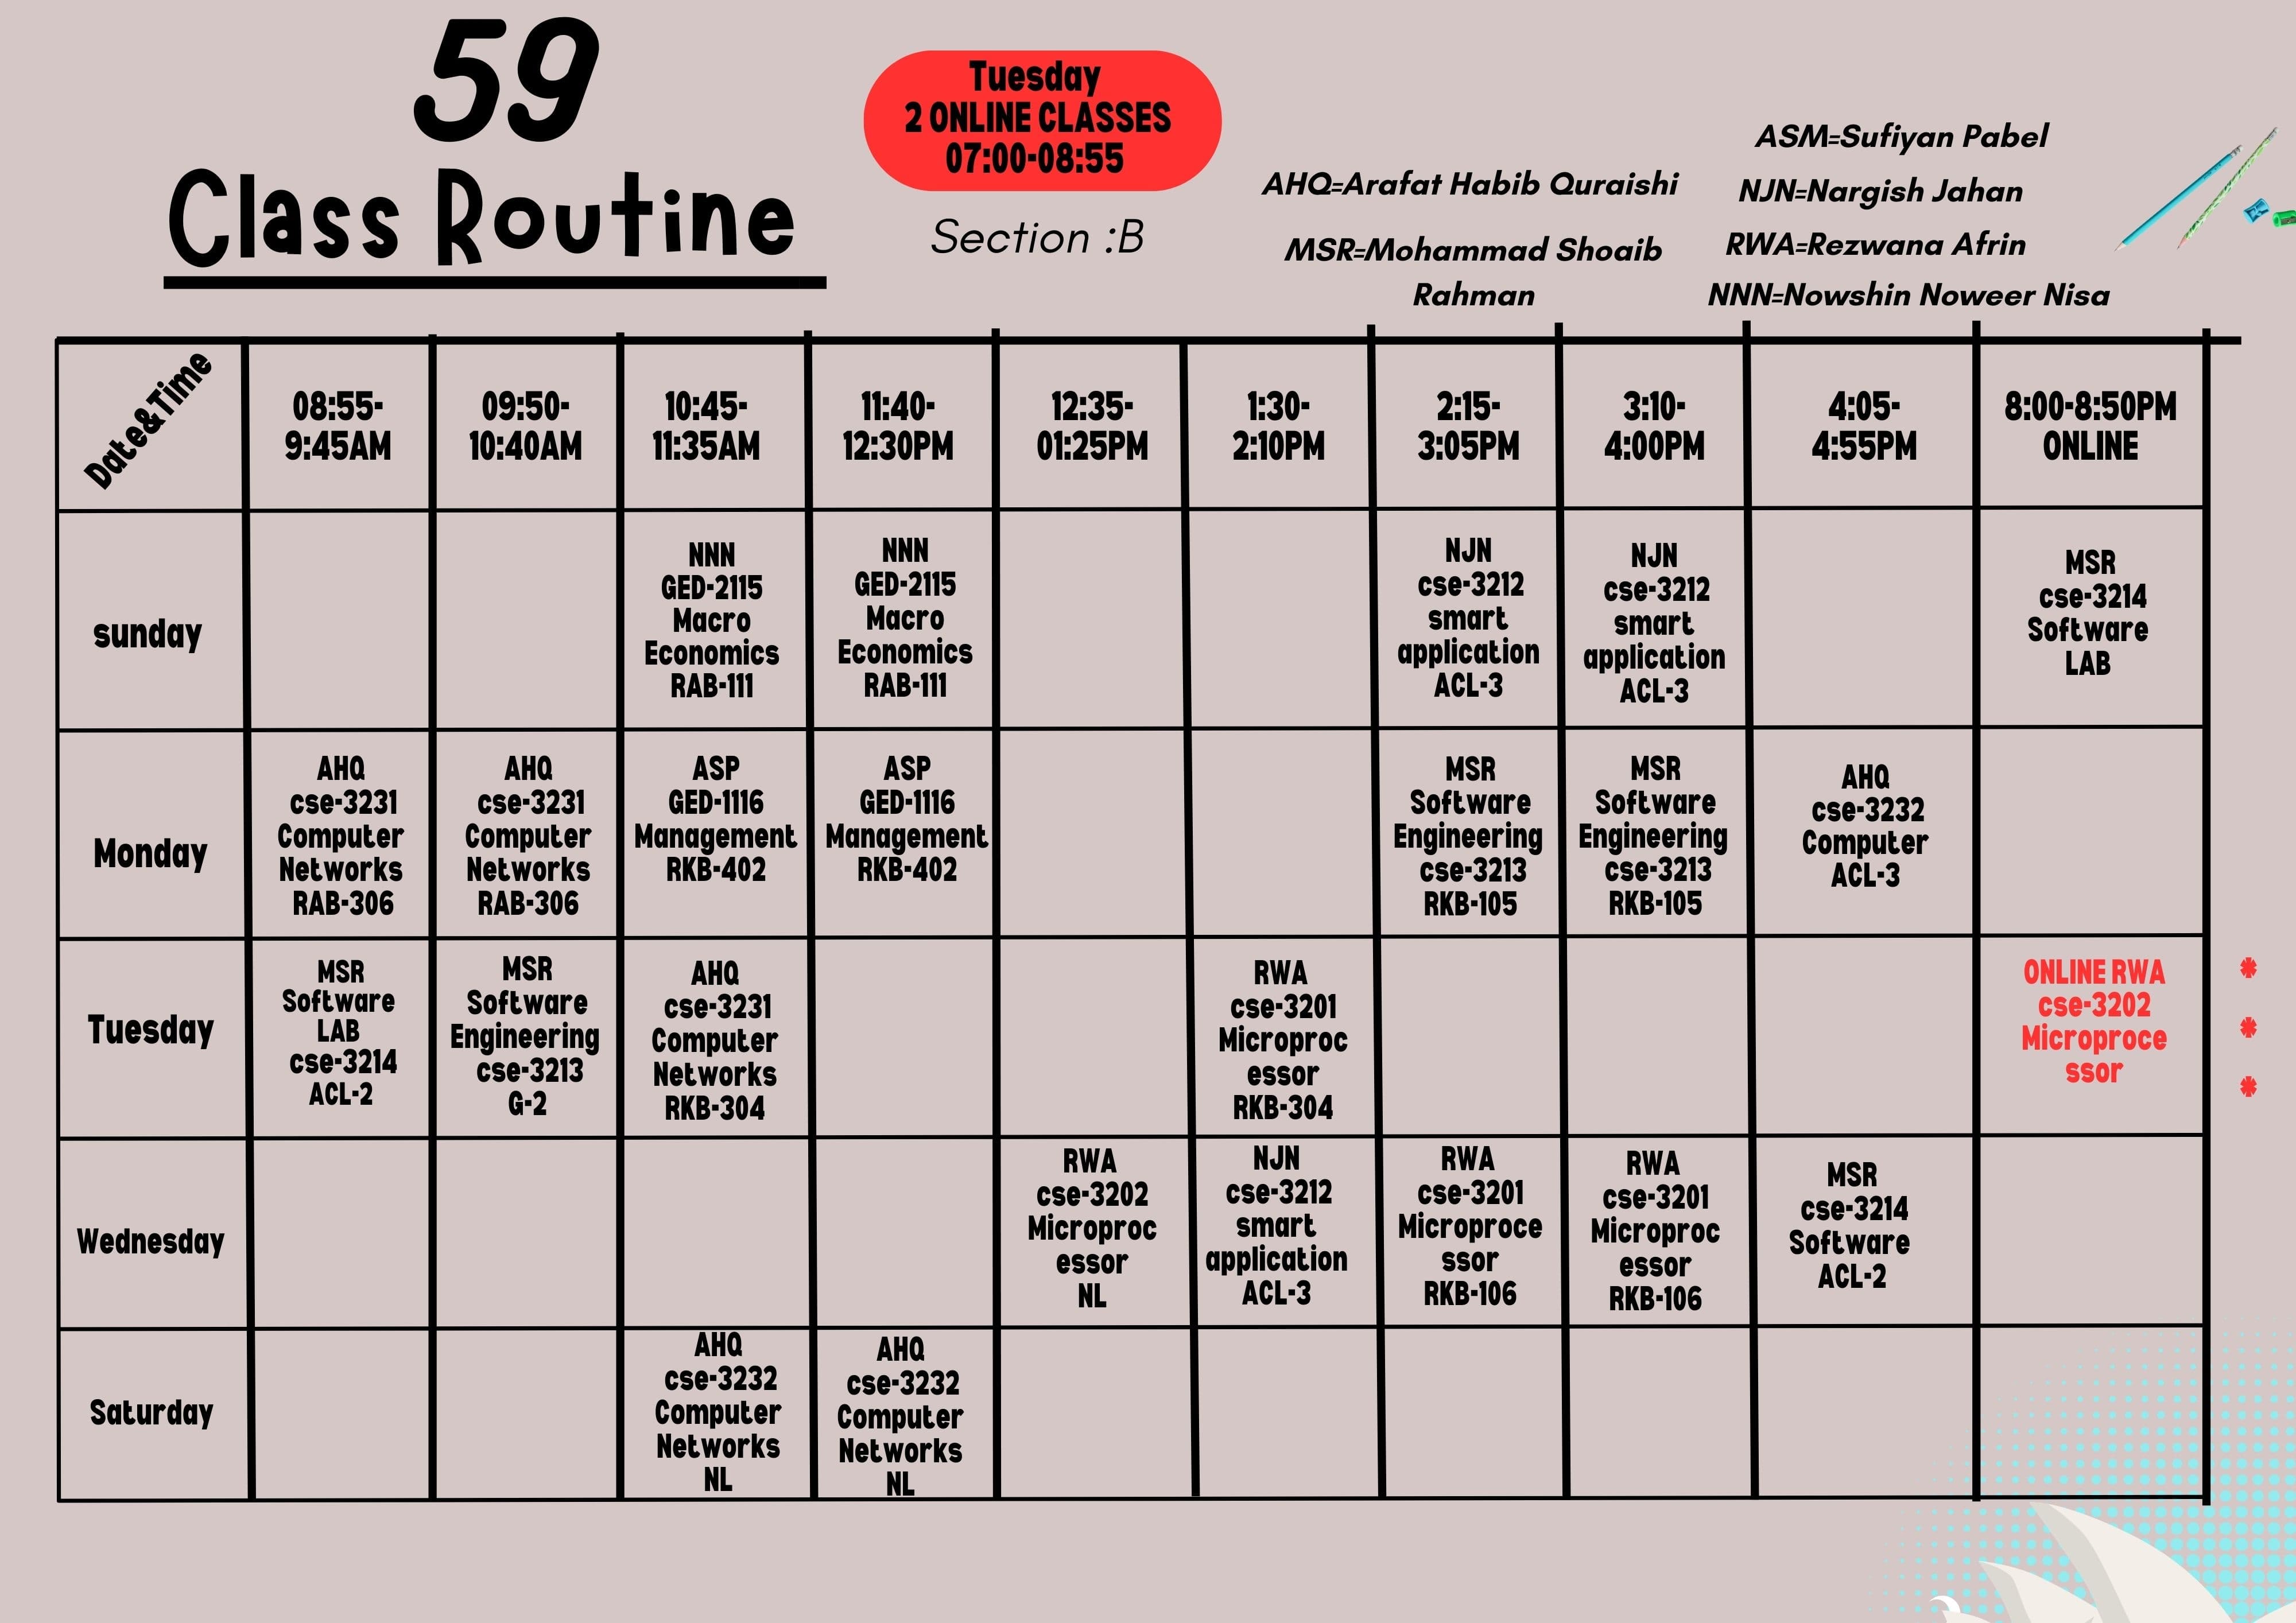 59
Class Routine
Tuesday
2 ONLINE CLASSES
07:00-08:55
Section :B
AHQ=Arafat Habib Quraishi
MSR=Mohammad Shoaib
Rahman
ASM=Sufiyan Pabel
NJN=Nargish Jahan
RWA=Rezwana Afrin
NNN=Nowshin Noweer Nisa
Date&Time
08:55-
9:45AM
09:50-
10:40AM
10:45-
11:35AM
11:40-
12:30PM
12:35-
01:25PM
1:30-
2:10PM
2:15-
3:05PM
3:10-
4:00PM
4:05-
4:55PM
8:00-8:50PM
ONLINE
sunday
NNN
GED-2115
Macro
Economics
RAB-111
NNN
GED-2115
Macro
Economics
RAB-111
NJN
cse-3212
smart
application
ACL-3
NJN
cse-3212
smart
application
ACL-3
MSR
cse-3214
Software
LAB
Monday
AHQ
cse-3231
Computer
Networks
RAB-306
AHQ
cse-3231
Computer
Networks
RAB-306
ASP
GED-1116
Management
RKB-402
ASP
GED-1116
Management
RKB-402
MSR
Software
Engineering
cse-3213
RKB-105
MSR
Software
Engineering
cse-3213
RKB-105
AHQ
cse-3232
Computer
ACL-3
Tuesday
MSR
Software
LAB
cse-3214
ACL-2
MSR
Software
Engineering
cse-3213
G-2
AHQ
cse-3231
Computer
Networks
RKB-304
RWA
cse-3201
Microproc
essor
RKB-304
ONLINE RWA
cse-3202
Microproce
ssor
*
*
*
Wednesday
RWA
cse-3202
Microproc
essor
NL
NJN
cse-3212
smart
application
ACL-3
RWA
cse-3201
Microproce
ssor
RKB-106
RWA
cse-3201
Microproc
essor
RKB-106
MSR
cse-3214
Software
ACL-2
Saturday
AHQ
cse-3232
Computer
Networks
NL
AHQ
cse-3232
Computer
Networks
NL